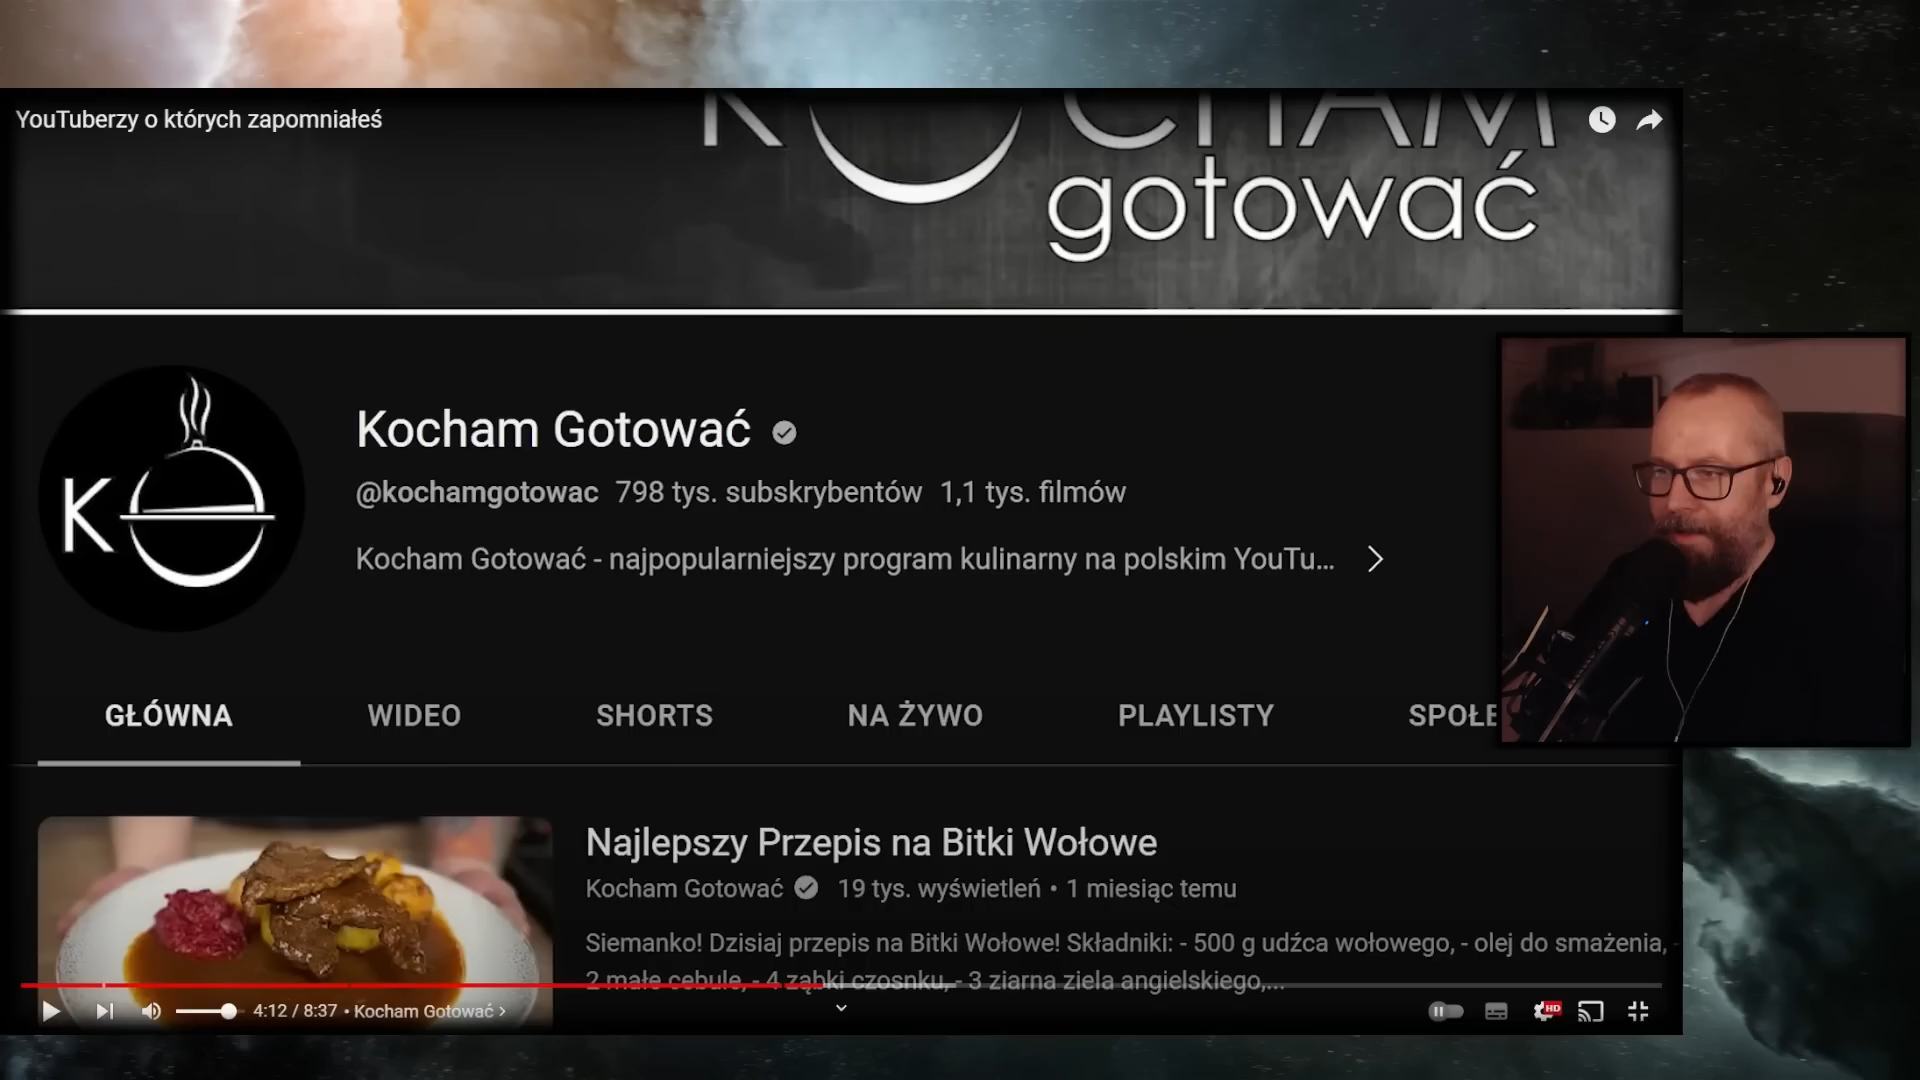 YouTuberzy o których zapomniałeś
KOCHAM
gotować
K
Kocham Gotować
@kochamgotowac 798 tys. subskrybentów 1,1 tys. filmów
Kocham Gotować - najpopularniejszy program kulinarny na polskim YouTu...
GŁÓWNA WIDEO SHORTS NA ŻYWO PLAYLISTY SPOŁE
Najlepszy Przepis na Bitki Wołowe
Kocham Gotować 19 tys. wyświetleń • 1 miesiąc temu
Siemanko! Dzisiaj przepis na Bitki Wołowe! Składniki: - 500 g udźca wołowego, - olej do smażenia, -
2 małe cebule, - 4 ząbki czosnku, - 3 ziarna ziela angielskiego,...
4:12 / 8:37 • Kocham Gotować
HD